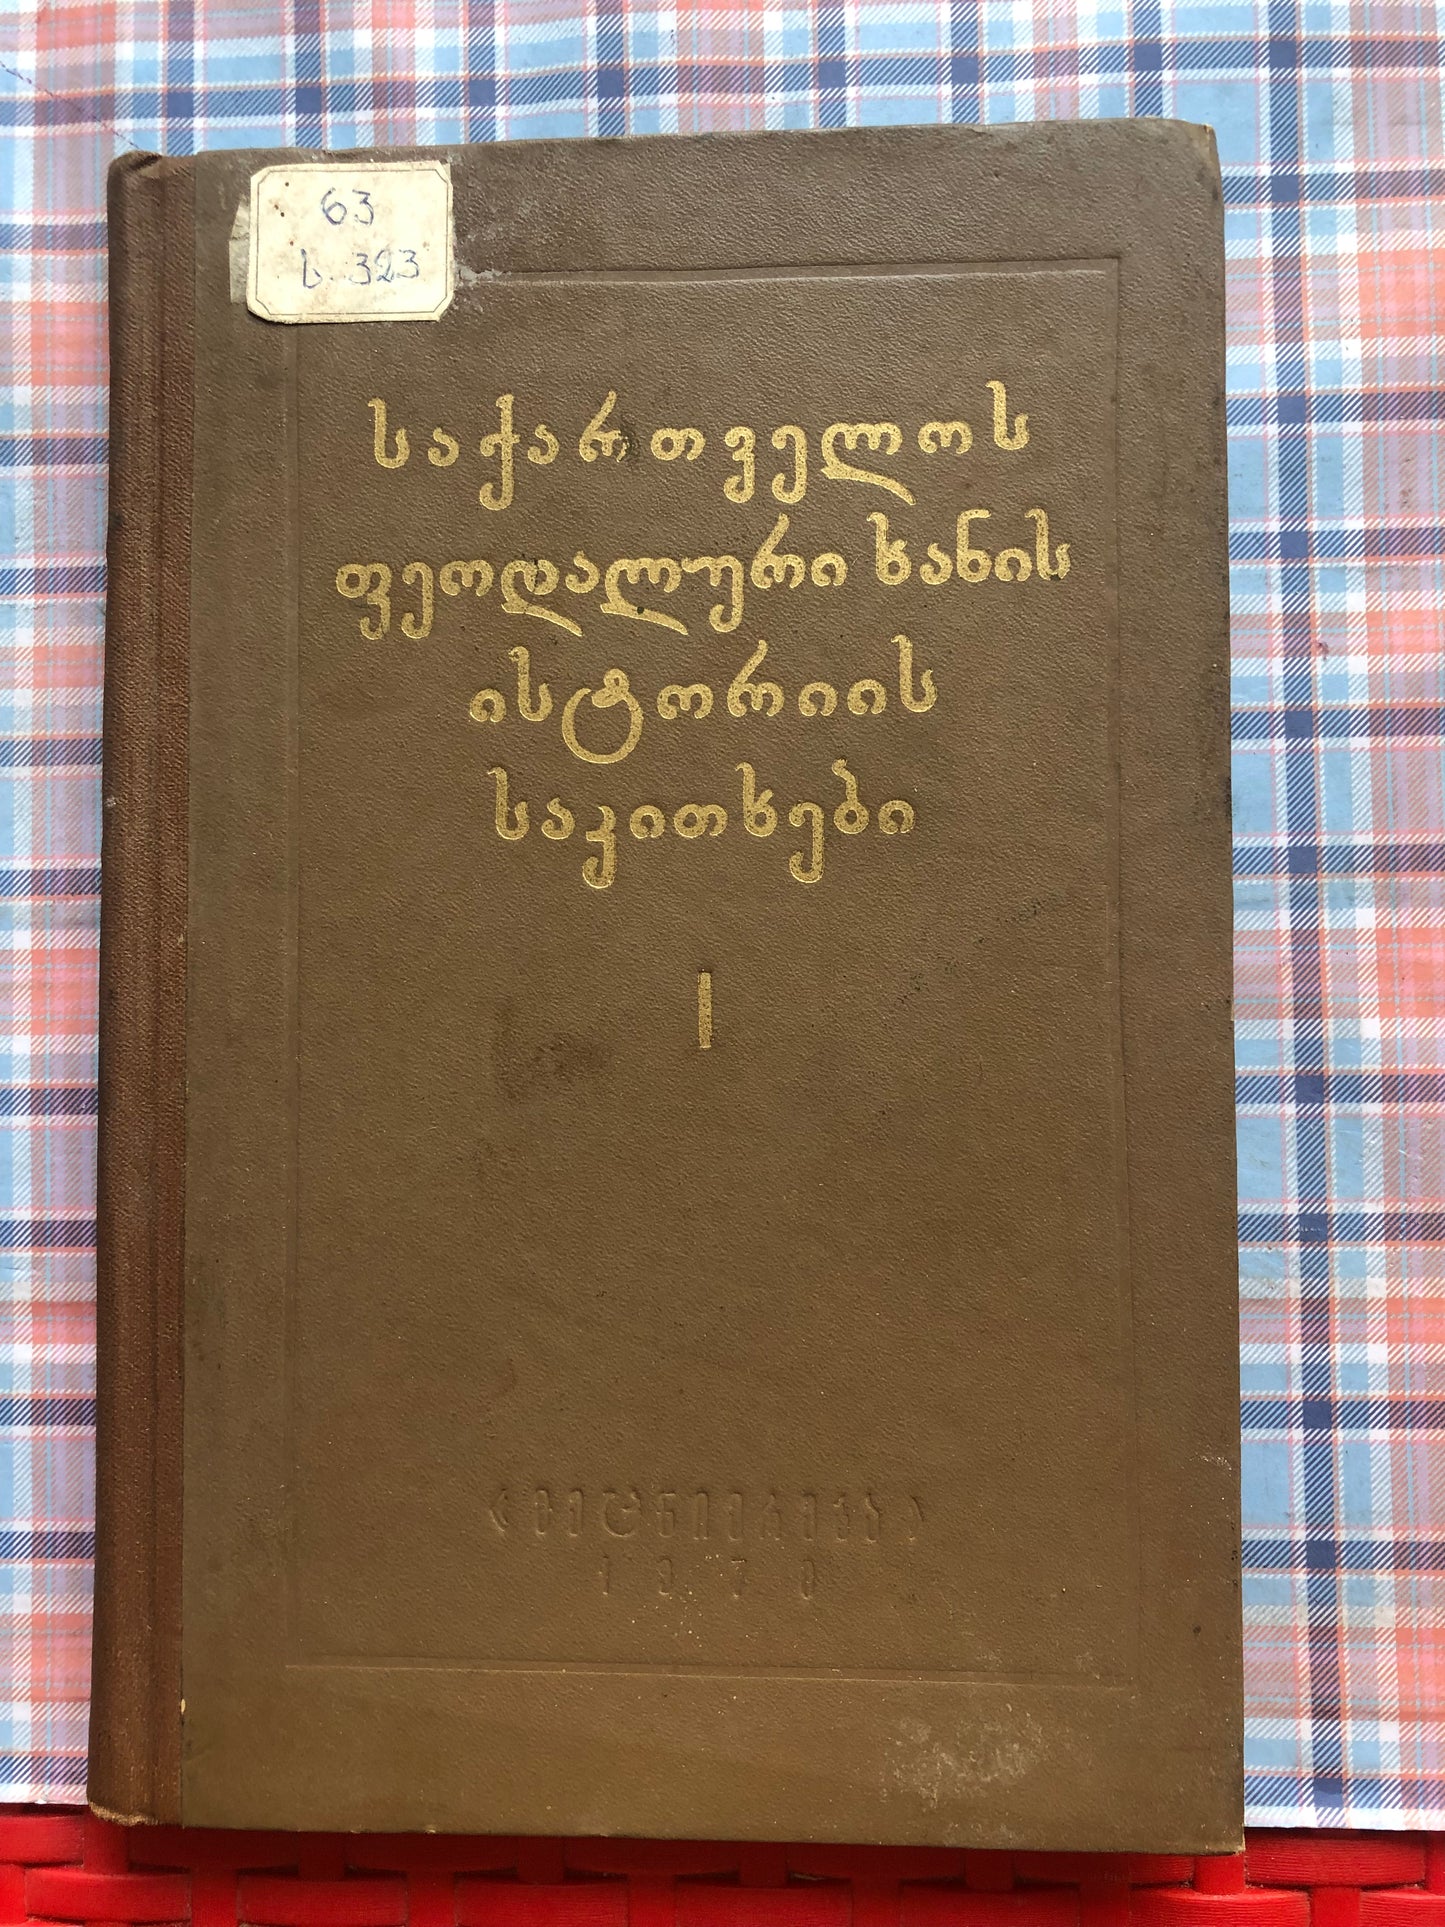 63
ს. 323
საქართველოს
ფეოდალური ხანის
ისტორიის
საკითხები
I
«მეცნიერება»
1970